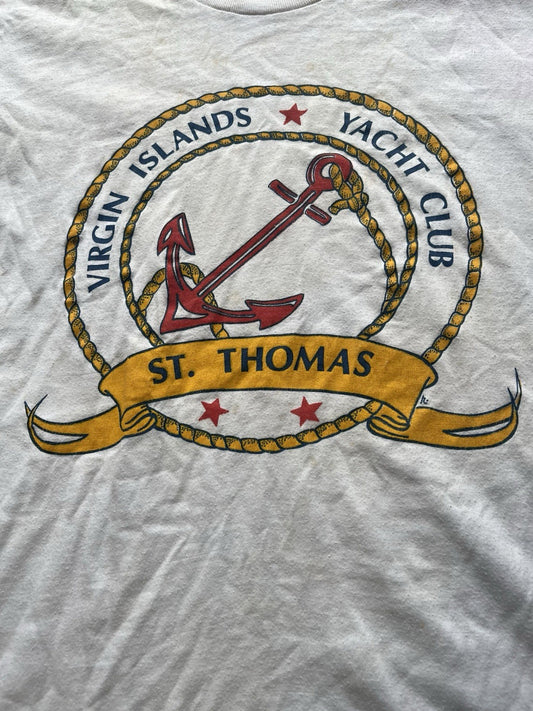 VIRGIN ISLANDS ★ YACHT CLUB
ST. THOMAS